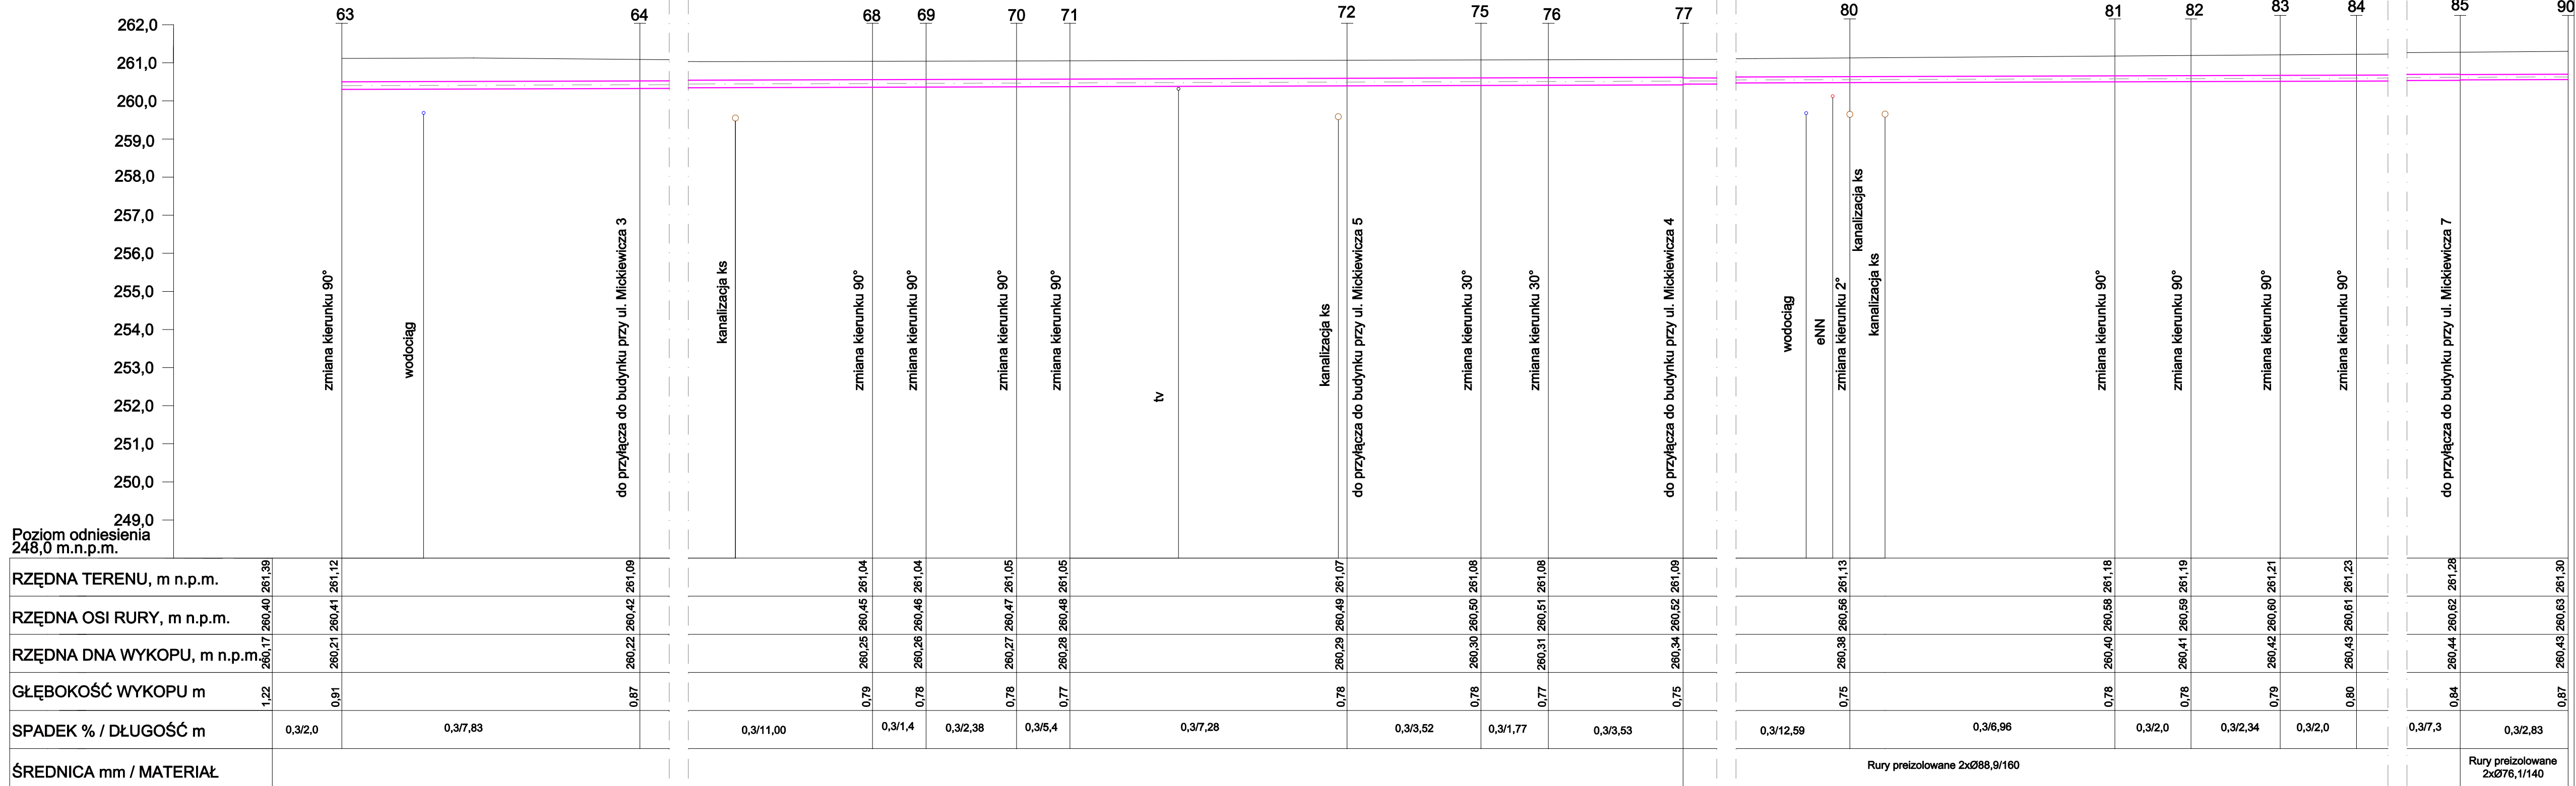 63 64 68 69 70 71 72 75 76 77 80 81 82 83 84 85 90
262,0
261,0
260,0
259,0
258,0
257,0
256,0
255,0
254,0
253,0
252,0
251,0
250,0
249,0
zmiana kierunku 90°
wodociąg
do przyłącza do budynku przy ul. Mickiewicza 3
kanalizacja ks
zmiana kierunku 90°
zmiana kierunku 90°
zmiana kierunku 90°
zmiana kierunku 90°
tv
kanalizacja ks
do przyłącza do budynku przy ul. Mickiewicza 5
zmiana kierunku 30°
zmiana kierunku 30°
do przyłącza do budynku przy ul. Mickiewicza 4
wodociąg
eNN
zmiana kierunku 2°
kanalizacja ks
kanalizacja ks
zmiana kierunku 90°
zmiana kierunku 90°
zmiana kierunku 90°
zmiana kierunku 90°
do przyłącza do budynku przy ul. Mickiewicza 7
Poziom odniesienia
248,0 m.n.p.m.
RZĘDNA TERENU, m n.p.m. 261,39 261,12 261,09 261,04 261,04 261,05 261,05 261,07 261,08 261,08 261,09 261,13 261,18 261,19 261,21 261,23 261,28 261,30
RZĘDNA OSI RURY, m n.p.m. 260,40 260,41 260,42 260,45 260,46 260,47 260,48 260,49 260,50 260,51 260,52 260,56 260,58 260,59 260,60 260,61 260,62 260,63
RZĘDNA DNA WYKOPU, m n.p.m. 260,17 260,21 260,22 260,25 260,26 260,27 260,28 260,29 260,30 260,31 260,34 260,38 260,40 260,41 260,42 260,43 260,44 260,43
GŁĘBOKOŚĆ WYKOPU m 1,22 0,91 0,87 0,79 0,78 0,78 0,77 0,78 0,78 0,77 0,75 0,75 0,78 0,78 0,79 0,80 0,84 0,87
SPADEK % / DŁUGOŚĆ m 0,3/2,0 0,3/7,83 0,3/11,00 0,3/1,4 0,3/2,38 0,3/5,4 0,3/7,28 0,3/3,52 0,3/1,77 0,3/3,53 0,3/12,59 0,3/6,96 0,3/2,0 0,3/2,34 0,3/2,0 0,3/7,3 0,3/2,83
ŚREDNICA mm / MATERIAŁ
Rury preizolowane 2xØ88,9/160
Rury preizolowane
2xØ76,1/140